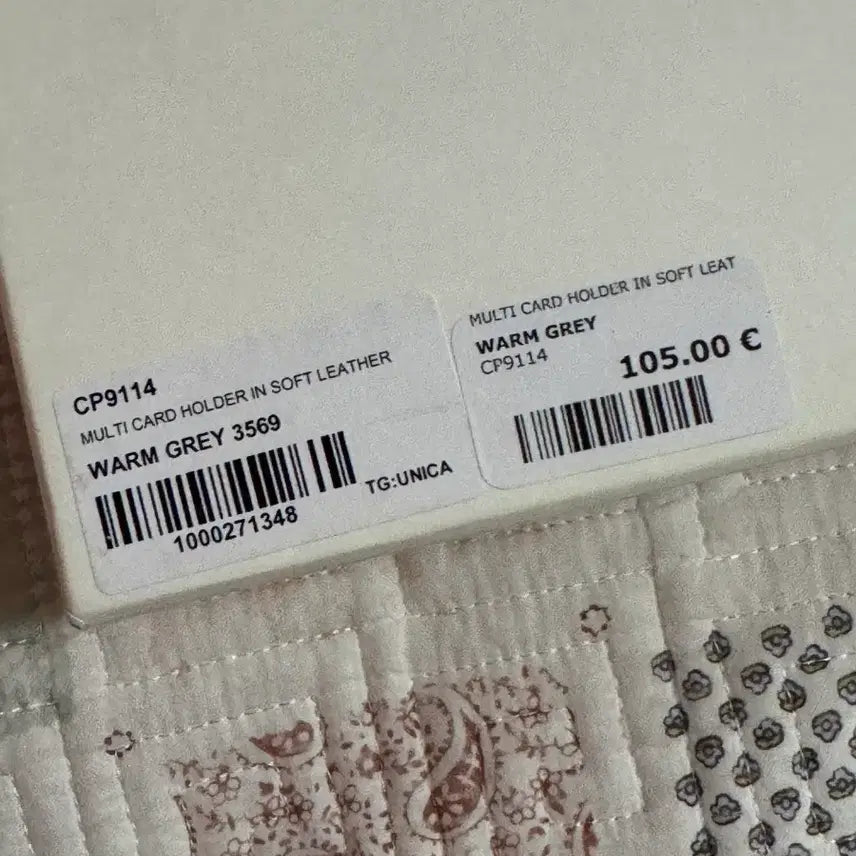 CP9114
MULTI CARD HOLDER IN SOFT LEATHER
WARM GREY 3569
TG:UNICA
1000271348
MULTI CARD HOLDER IN SOFT LEAT
WARM GREY
CP9114
105.00 €